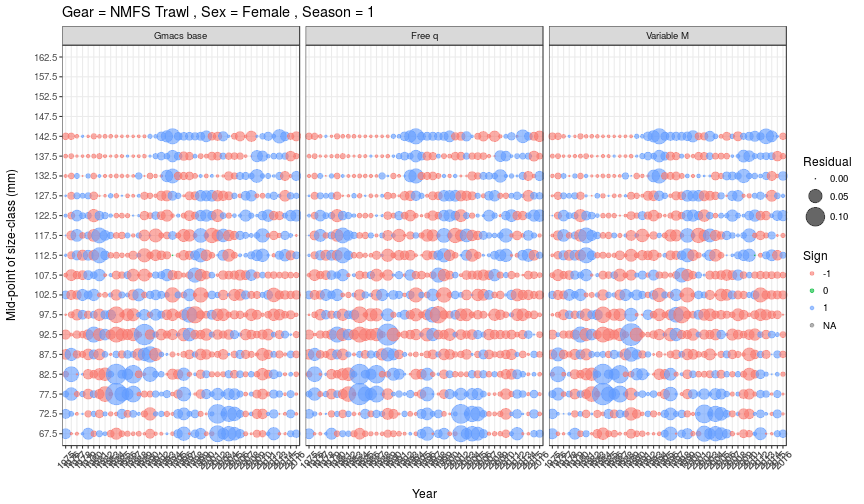 Gear = NMFS Trawl , Sex = Female , Season = 1
Gmacs base
Free q
Variable M
Mid-point of size-class (mm)
162.5
157.5
152.5
147.5
142.5
137.5
132.5
127.5
122.5
117.5
112.5
107.5
102.5
97.5
92.5
87.5
82.5
77.5
72.5
67.5
Residual
0.00
0.05
0.10
Sign
-1
0
1
NA
Year